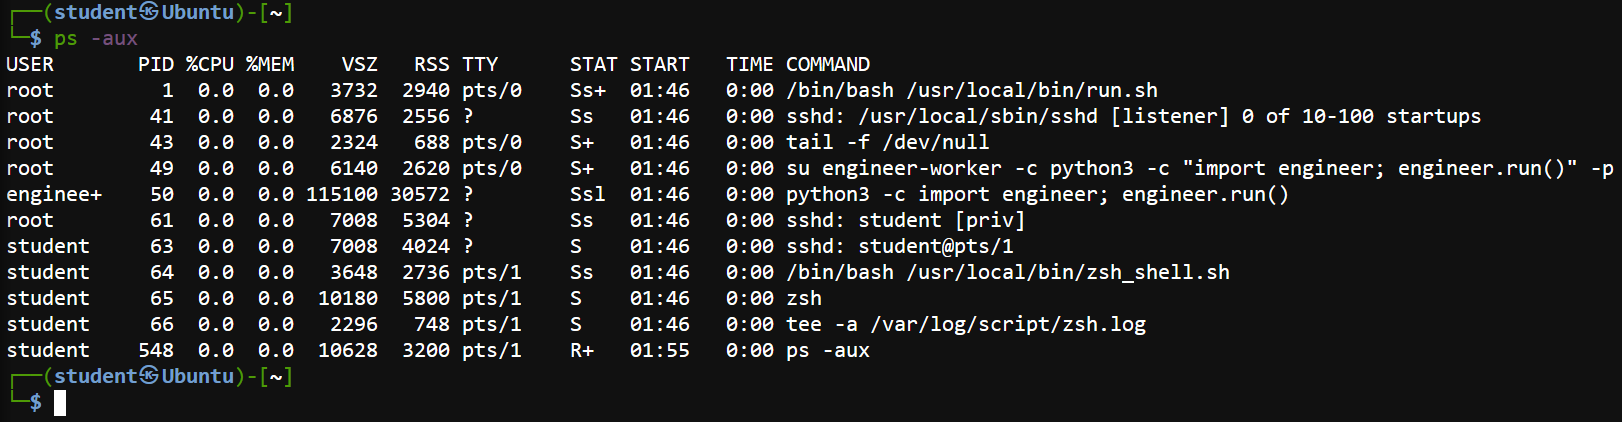 ┌──(student㉿Ubuntu)-[~]
└─$ ps -aux
USER       PID %CPU %MEM    VSZ   RSS TTY      STAT START   TIME COMMAND
root         1  0.0  0.0   3732  2940 pts/0    Ss+  01:46   0:00 /bin/bash /usr/local/bin/run.sh
root        41  0.0  0.0   6876  2556 ?        Ss   01:46   0:00 sshd: /usr/local/sbin/sshd [listener] 0 of 10-100 startups
root        43  0.0  0.0   2324   688 pts/0    S+   01:46   0:00 tail -f /dev/null
root        49  0.0  0.0   6140  2620 pts/0    S+   01:46   0:00 su engineer-worker -c python3 -c "import engineer; engineer.run()" -p
enginee+    50  0.0  0.0 115100 30572 ?        Ssl  01:46   0:00 python3 -c import engineer; engineer.run()
root        61  0.0  0.0   7008  5304 ?        Ss   01:46   0:00 sshd: student [priv]
student     63  0.0  0.0   7008  4024 ?        S    01:46   0:00 sshd: student@pts/1
student     64  0.0  0.0   3648  2736 pts/1    Ss   01:46   0:00 /bin/bash /usr/local/bin/zsh_shell.sh
student     65  0.0  0.0  10180  5800 pts/1    S    01:46   0:00 zsh
student     66  0.0  0.0   2296   748 pts/1    S    01:46   0:00 tee -a /var/log/script/zsh.log
student    548  0.0  0.0  10628  3200 pts/1    R+   01:55   0:00 ps -aux
┌──(student㉿Ubuntu)-[~]
└─$